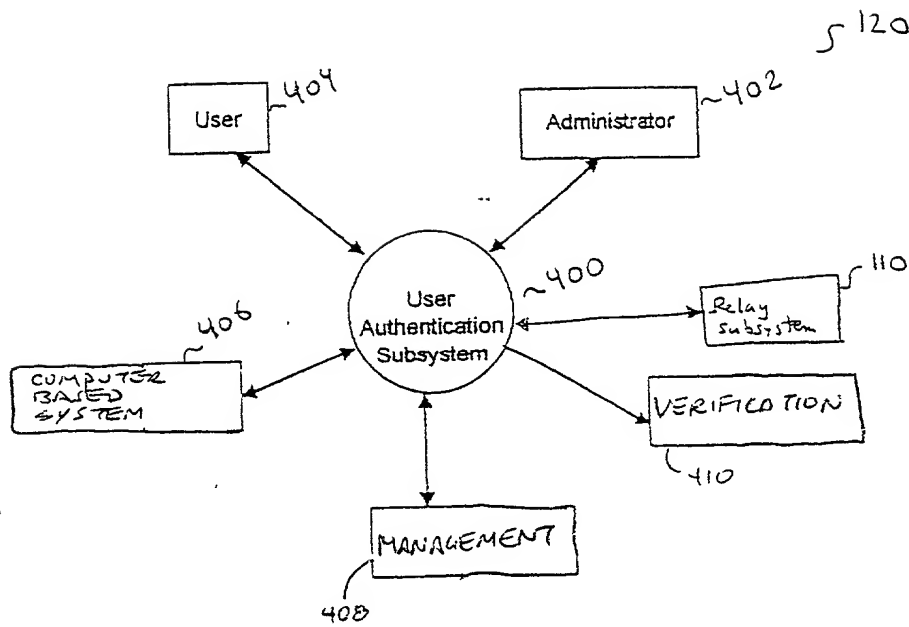 120
404
402
User
Administrator
400
110
User
Authentication
Subsystem
Relay
subsystem
406
COMPUTER
BASED
SYSTEM
VERIFICATION
410
MANAGEMENT
408